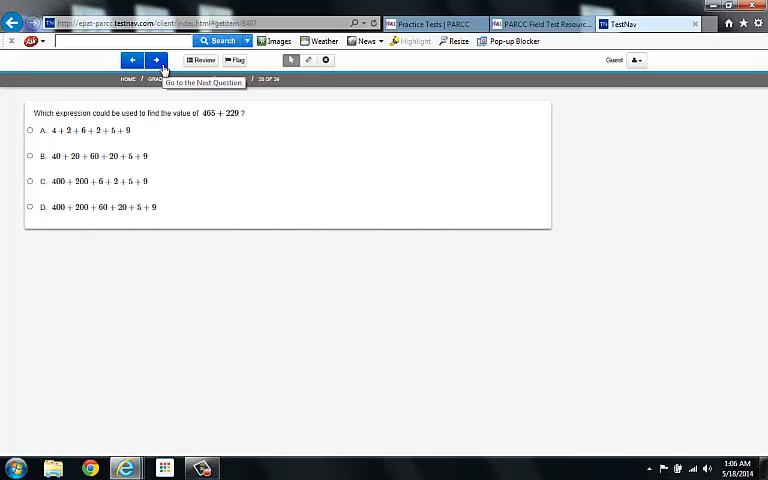 http://epat-parcc.testnav.com/client/index.html#getitem/8407
Practice Tests | PARCC
PARCC Field Test Resourc...
TN TestNav
Search
Images
Weather
News
Highlight
Resize
Pop-up Blocker
Review
Flag
Guest
HOME / GRAD
38 OF 39
Go to the Next Question
Which expression could be used to find the value of 465 + 229 ?
A. 4 + 2 + 6 + 2 + 5 + 9
B. 40 + 20 + 60 + 20 + 5 + 9
C. 400 + 200 + 6 + 2 + 5 + 9
D. 400 + 200 + 60 + 20 + 5 + 9
1:06 AM
5/18/2014